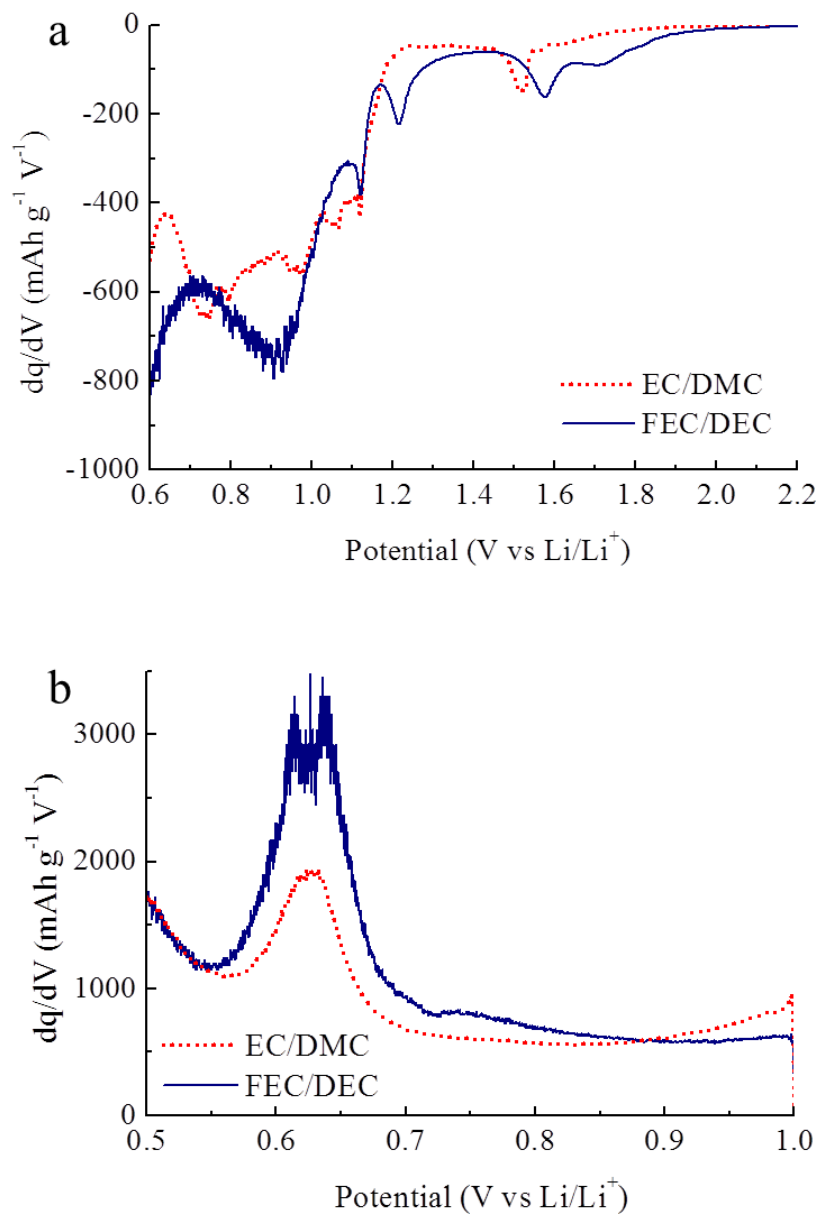 a
0
-200
-400
-600
-800
-1000
dq/dV (mAh g⁻¹ V⁻¹)
EC/DMC
FEC/DEC
0.6 0.8 1.0 1.2 1.4 1.6 1.8 2.0 2.2
Potential (V vs Li/Li⁺)
b
3000
2000
1000
0
dq/dV (mAh g⁻¹ V⁻¹)
EC/DMC
FEC/DEC
0.5 0.6 0.7 0.8 0.9 1.0
Potential (V vs Li/Li⁺)